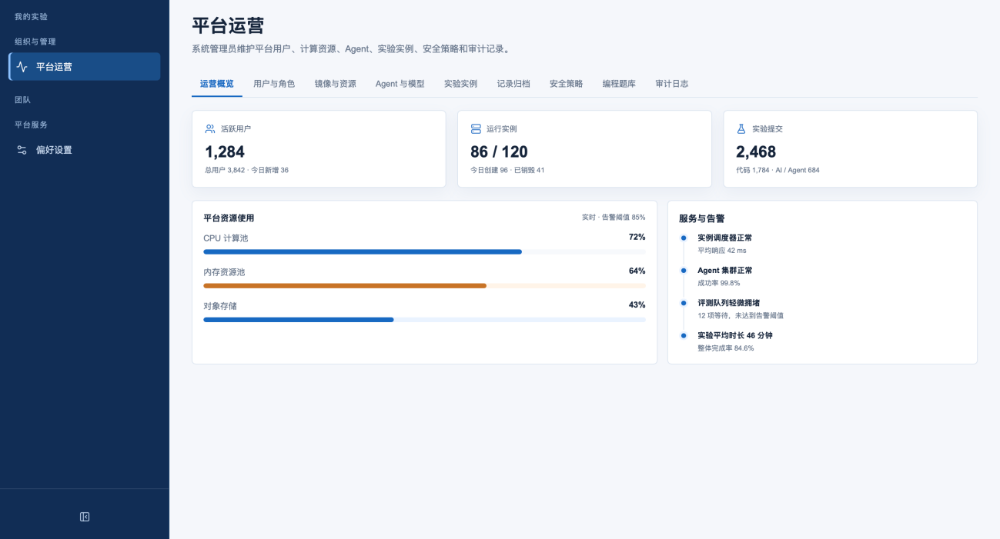 我的实验
组织与管理
平台运营
团队
平台服务
偏好设置
平台运营
系统管理员维护平台用户、计算资源、Agent、实验实例、安全策略和审计记录。
运营概览 用户与角色 镜像与资源 Agent 与模型 实验实例 记录归档 安全策略 编程题库 审计日志
活跃用户
1,284
总用户 3,842 · 今日新增 36
运行实例
86 / 120
今日创建 96 · 已销毁 41
实验提交
2,468
代码 1,784 · AI / Agent 684
平台资源使用 实时 · 告警阈值 85%
CPU 计算池 72%
内存资源池 64%
对象存储 43%
服务与告警
实例调度器正常
平均响应 42 ms
Agent 集群正常
成功率 99.8%
评测队列轻微拥堵
12 项等待，未达到告警阈值
实验平均时长 46 分钟
整体完成率 84.6%